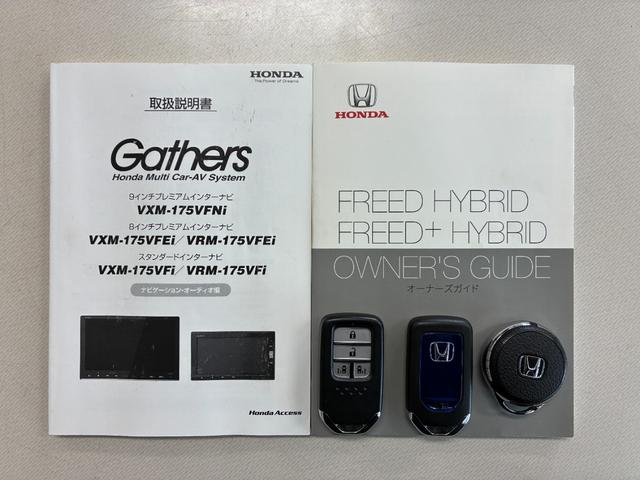 HONDA
The Power of Dreams
取扱説明書
Gathers
Honda Multi Car-AV System
9インチプレミアムインターナビ
VXM-175VFNi
8インチプレミアムインターナビ
VXM-175VFEi/VRM-175VFEi
スタンダードインターナビ
VXM-175VFi/VRM-175VFi
ナビゲーション・オーディオ編
Honda Access
HONDA
FREED HYBRID
FREED+ HYBRID
OWNER'S GUIDE
オーナーズガイド